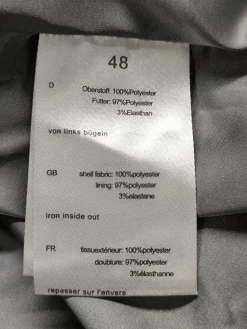 48
D Oberstoff: 100%Polyester
Futter: 97%Polyester
3%Elasthan
von links bügeln
GB shell fabric: 100%polyester
lining: 97%polyester
3%elastane
iron inside out
FR tissuextérieur: 100%polyester
doublure: 97%polyester
3%élasthanne
repasser sur l'envers